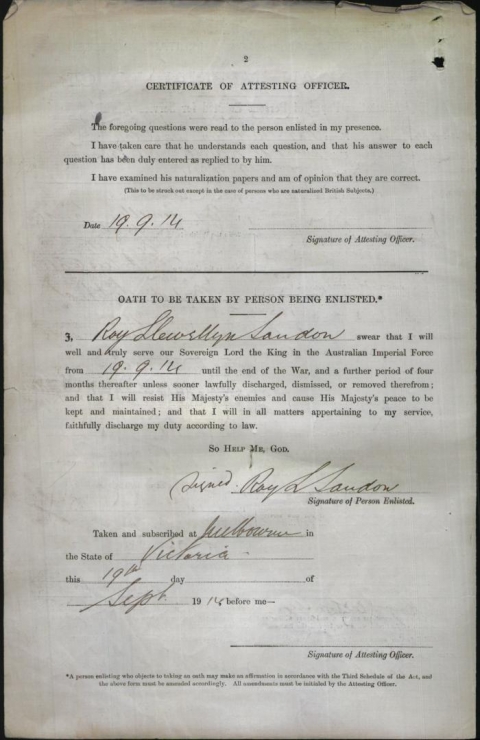 2
CERTIFICATE OF ATTESTING OFFICER.
The foregoing questions were read to the person enlisted in my presence.
I have taken care that he understands each question, and that his answer to each
question has been duly entered as replied to by him.
I have examined his naturalization papers and am of opinion that they are correct.
(This to be struck out except in the case of persons who are naturalized British Subjects.)
Date 19.9.14
Signature of Attesting Officer.
OATH TO BE TAKEN BY PERSON BEING ENLISTED.*
I, Roy Llewellyn Sandon swear that I will
well and truly serve our Sovereign Lord the King in the Australian Imperial Force
from 19.9.14 until the end of the War, and a further period of four
months thereafter unless sooner lawfully discharged, dismissed, or removed therefrom;
and that I will resist His Majesty's enemies and cause His Majesty's peace to be
kept and maintained; and that I will in all matters appertaining to my service,
faithfully discharge my duty according to law.
SO HELP ME, GOD.
Signed Roy L Sandon
Signature of Person Enlisted.
Taken and subscribed at Melbourne in
the State of Victoria
this 19th day of
Sept 1914 before me—
Signature of Attesting Officer.
*A person enlisting who objects to taking an oath may make an affirmation in accordance with the Third Schedule of the Act, and
the above form must be amended accordingly. All amendments must be initialed by the Attesting Officer.